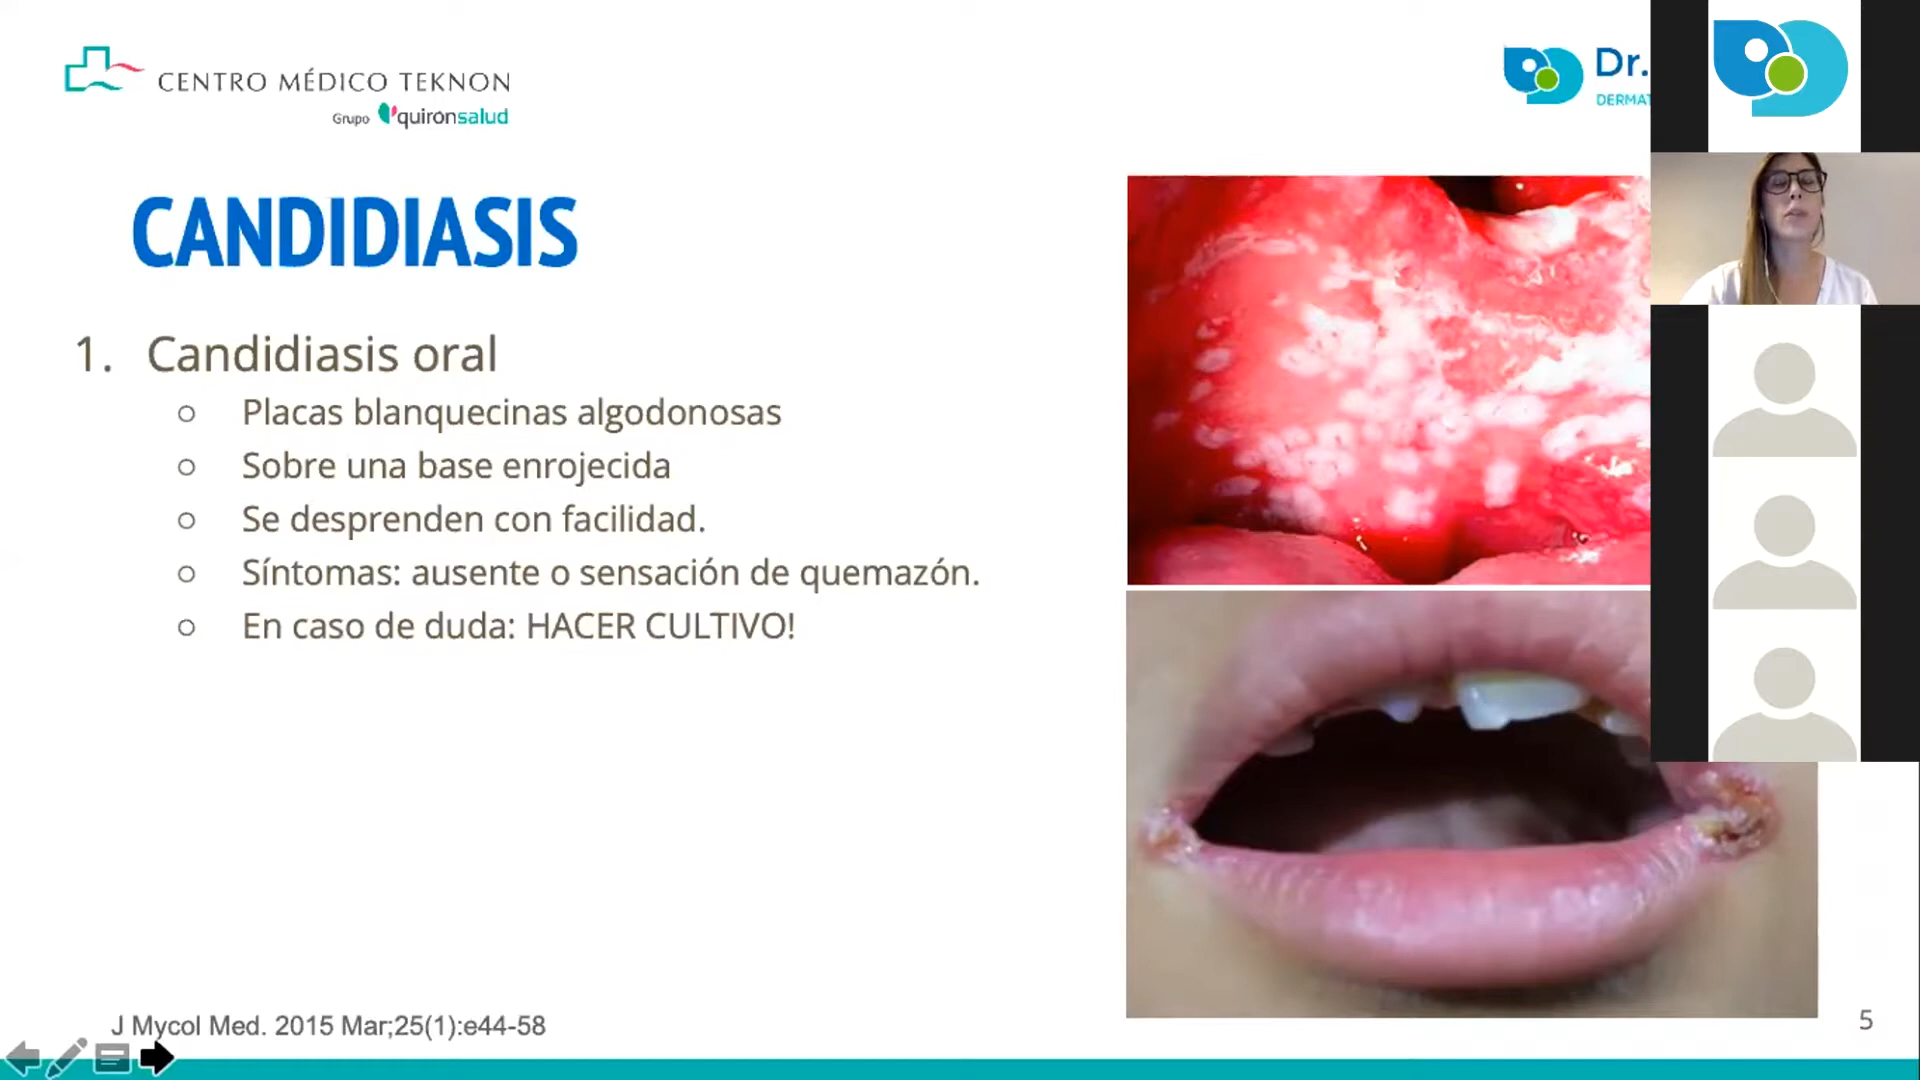 CENTRO MÉDICO TEKNON
Grupo quirónsalud
Dr.
CANDIDIASIS
1. Candidiasis oral
○ Placas blanquecinas algodonosas
○ Sobre una base enrojecida
○ Se desprenden con facilidad.
○ Síntomas: ausente o sensación de quemazón.
○ En caso de duda: HACER CULTIVO!
J Mycol Med. 2015 Mar;25(1):e44-58
5